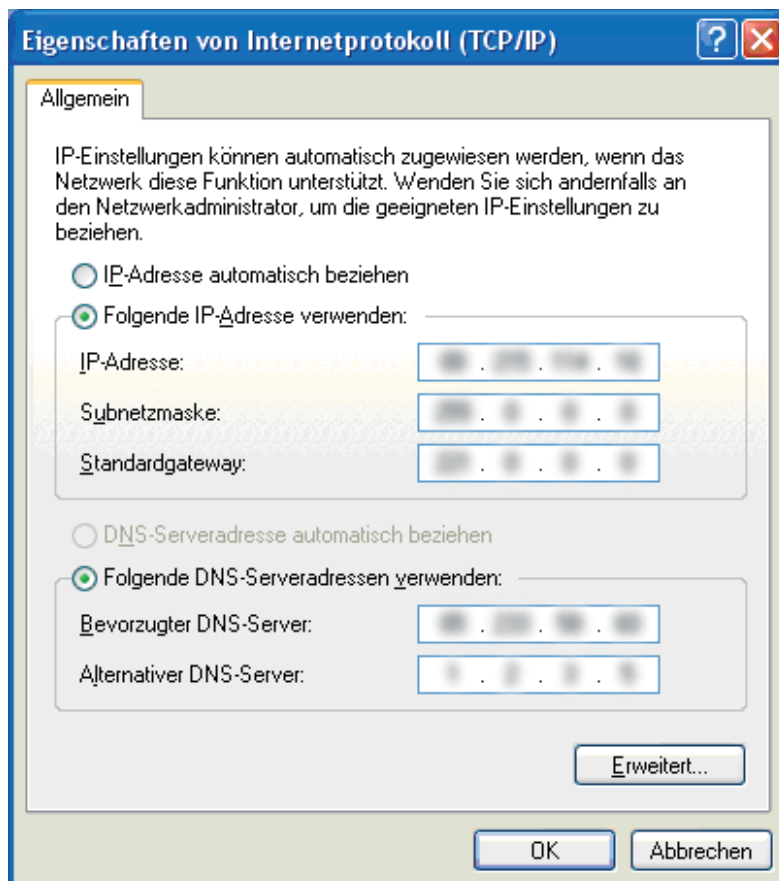 Eigenschaften von Internetprotokoll (TCP/IP)
Allgemein
IP-Einstellungen können automatisch zugewiesen werden, wenn das
Netzwerk diese Funktion unterstützt. Wenden Sie sich andernfalls an
den Netzwerkadministrator, um die geeigneten IP-Einstellungen zu
beziehen.
IP-Adresse automatisch beziehen
Folgende IP-Adresse verwenden:
IP-Adresse:
Subnetzmaske:
Standardgateway:
DNS-Serveradresse automatisch beziehen
Folgende DNS-Serveradressen verwenden:
Bevorzugter DNS-Server:
Alternativer DNS-Server:
Erweitert...
OK
Abbrechen